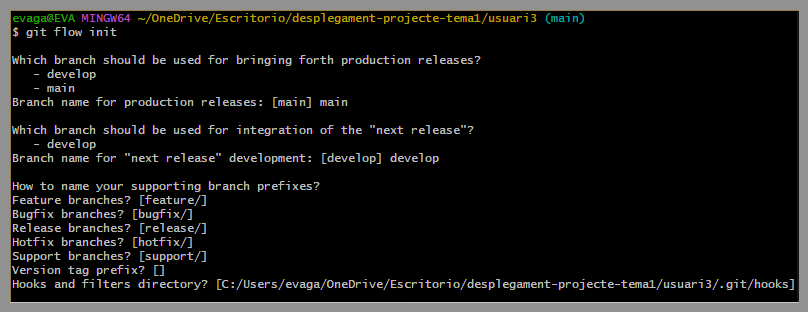 evaga@EVA MINGW64 ~/OneDrive/Escritorio/desplegament-projecte-tema1/usuari3 (main)
$ git flow init
Which branch should be used for bringing forth production releases?
- develop
- main
Branch name for production releases: [main] main
Which branch should be used for integration of the "next release"?
- develop
Branch name for "next release" development: [develop] develop
How to name your supporting branch prefixes?
Feature branches? [feature/]
Bugfix branches? [bugfix/]
Release branches? [release/]
Hotfix branches? [hotfix/]
Support branches? [support/]
Version tag prefix? []
Hooks and filters directory? [C:/Users/evaga/OneDrive/Escritorio/desplegament-projecte-tema1/usuari3/.git/hooks]